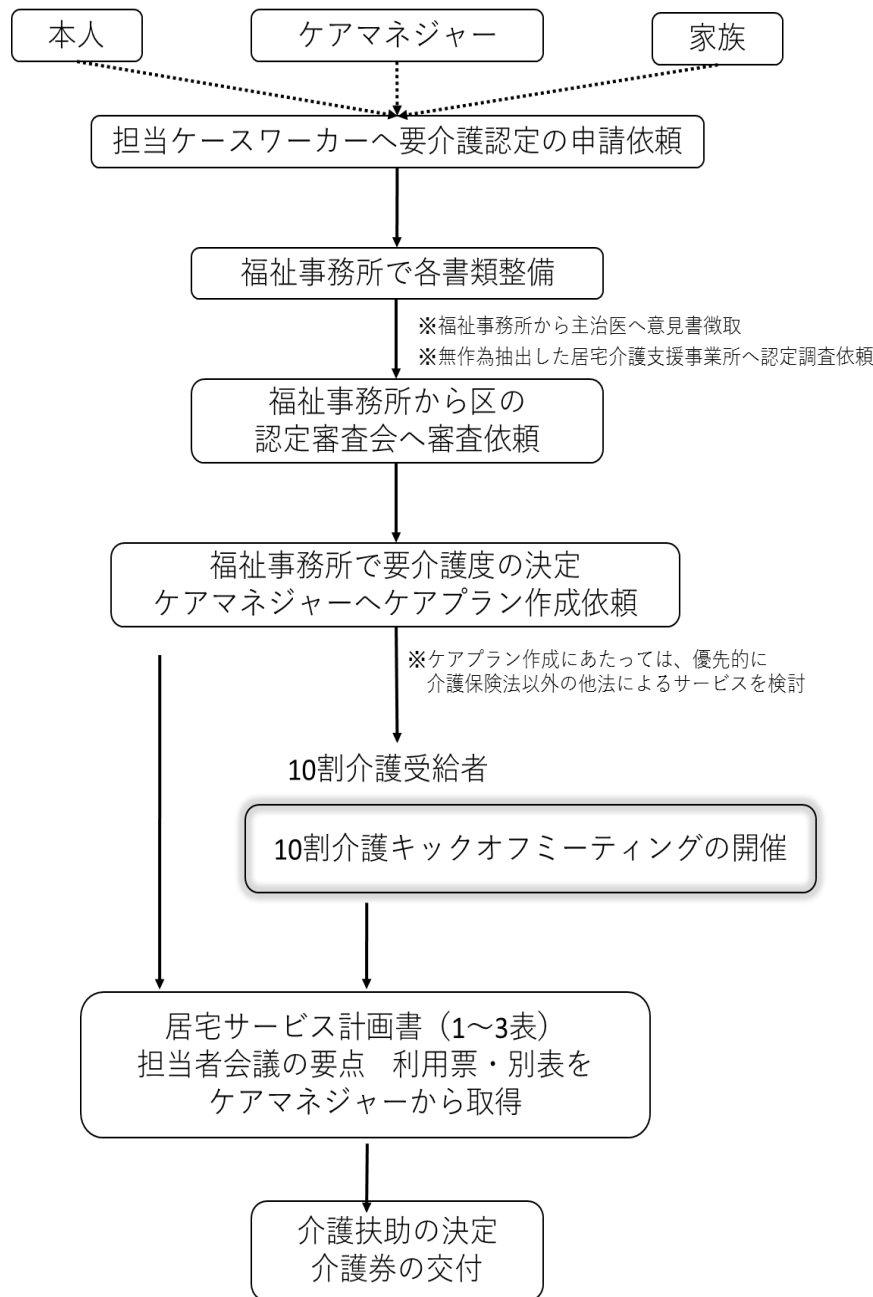 本人
ケアマネジャー
家族
担当ケースワーカーへ要介護認定の申請依頼
福祉事務所で各書類整備
※福祉事務所から主治医へ意見書徴取
※無作為抽出した居宅介護支援事業所へ認定調査依頼
福祉事務所から区の
認定審査会へ審査依頼
福祉事務所で要介護度の決定
ケアマネジャーへケアプラン作成依頼
※ケアプラン作成にあたっては、優先的に
介護保険法以外の他法によるサービスを検討
10割介護受給者
10割介護キックオフミーティングの開催
居宅サービス計画書（1～3表）
担当者会議の要点　利用票・別表を
ケアマネジャーから取得
介護扶助の決定
介護券の交付